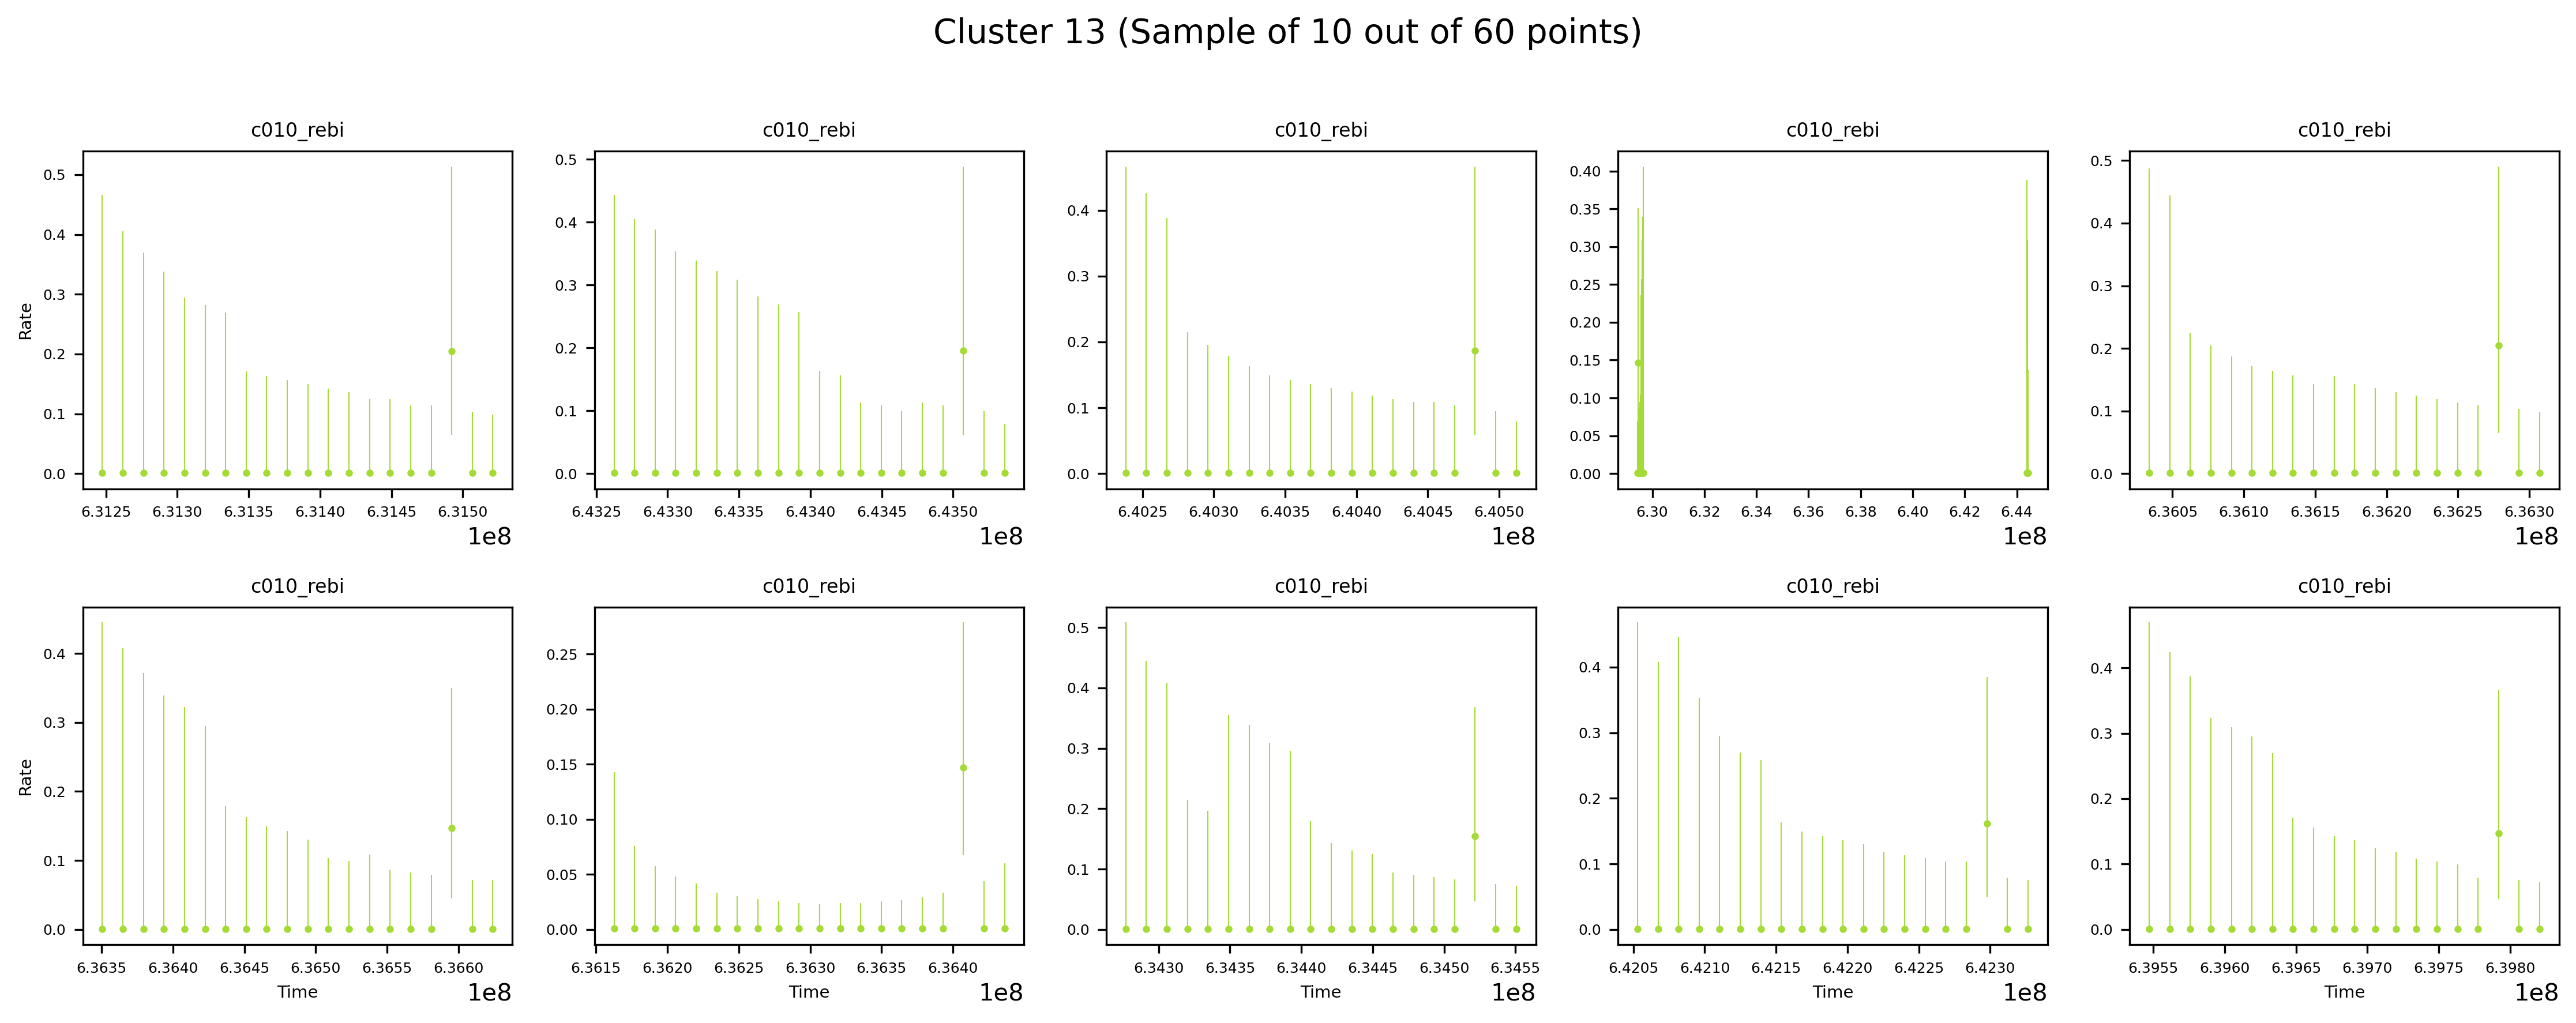 Cluster 13 (Sample of 10 out of 60 points)
c010_rebi c010_rebi c010_rebi c010_rebi c010_rebi
Rate
0.5 0.4 0.3 0.2 0.1 0.0
6.3125 6.3130 6.3135 6.3140 6.3145 6.3150
1e8
0.5 0.4 0.3 0.2 0.1 0.0
6.4325 6.4330 6.4335 6.4340 6.4345 6.4350
1e8
0.4 0.3 0.2 0.1 0.0
6.4025 6.4030 6.4035 6.4040 6.4045 6.4050
1e8
0.40 0.35 0.30 0.25 0.20 0.15 0.10 0.05 0.00
6.30 6.32 6.34 6.36 6.38 6.40 6.42 6.44
1e8
0.5 0.4 0.3 0.2 0.1 0.0
6.3605 6.3610 6.3615 6.3620 6.3625 6.3630
1e8
c010_rebi c010_rebi c010_rebi c010_rebi c010_rebi
Rate
0.4 0.3 0.2 0.1 0.0
6.3635 6.3640 6.3645 6.3650 6.3655 6.3660
Time 1e8
0.25 0.20 0.15 0.10 0.05 0.00
6.3615 6.3620 6.3625 6.3630 6.3635 6.3640
Time 1e8
0.5 0.4 0.3 0.2 0.1 0.0
6.3430 6.3435 6.3440 6.3445 6.3450 6.3455
Time 1e8
0.4 0.3 0.2 0.1 0.0
6.4205 6.4210 6.4215 6.4220 6.4225 6.4230
Time 1e8
0.4 0.3 0.2 0.1 0.0
6.3955 6.3960 6.3965 6.3970 6.3975 6.3980
Time 1e8